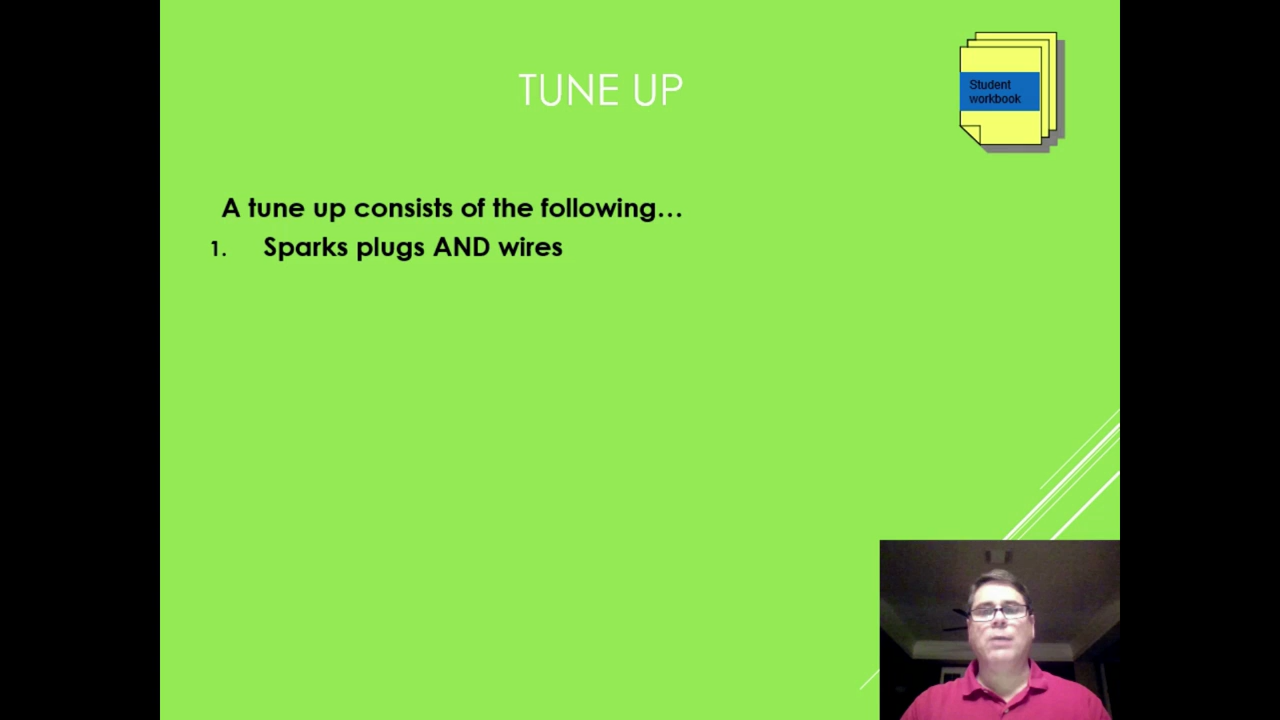 TUNE UP
Student
workbook
A tune up consists of the following…
1. Sparks plugs AND wires